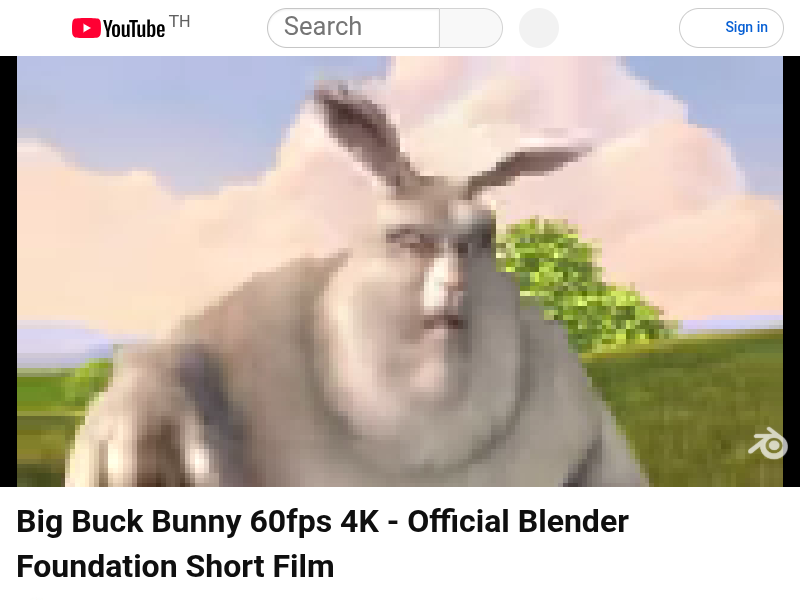 YouTube TH
Search
Sign in
Big Buck Bunny 60fps 4K - Official Blender
Foundation Short Film